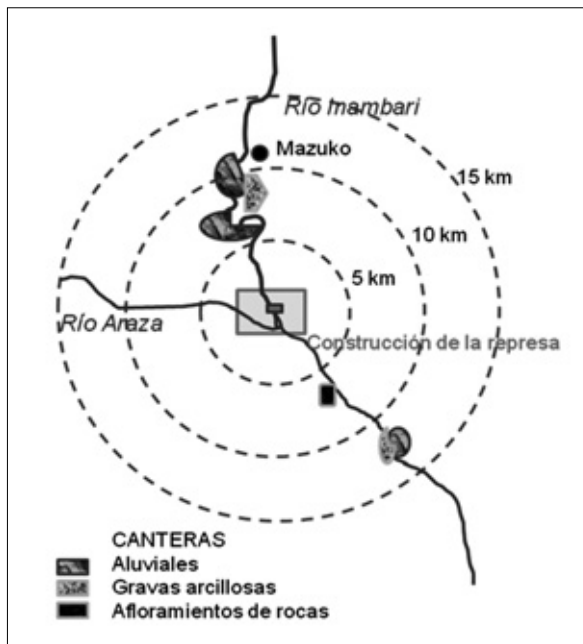 Río Inambari
Mazuko
15 km
10 km
5 km
Río Araza
Construcción de la represa
CANTERAS
Aluviales
Gravas arcillosas
Afloramientos de rocas